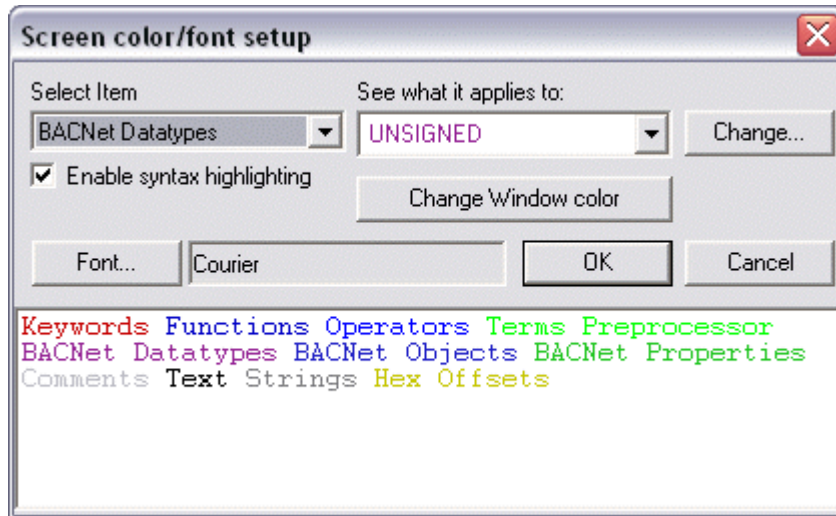 Screen color/font setup
Select Item See what it applies to:
BACNet Datatypes UNSIGNED Change...
Enable syntax highlighting
Change Window color
Font... Courier OK Cancel
Keywords Functions Operators Terms Preprocessor
BACNet Datatypes BACNet Objects BACNet Properties
Comments Text Strings Hex Offsets